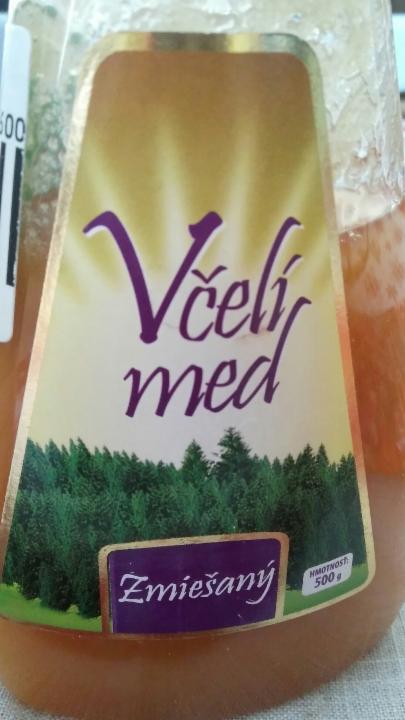 Včelí
med
Zmiešaný
HMOTNOSŤ:
500 g